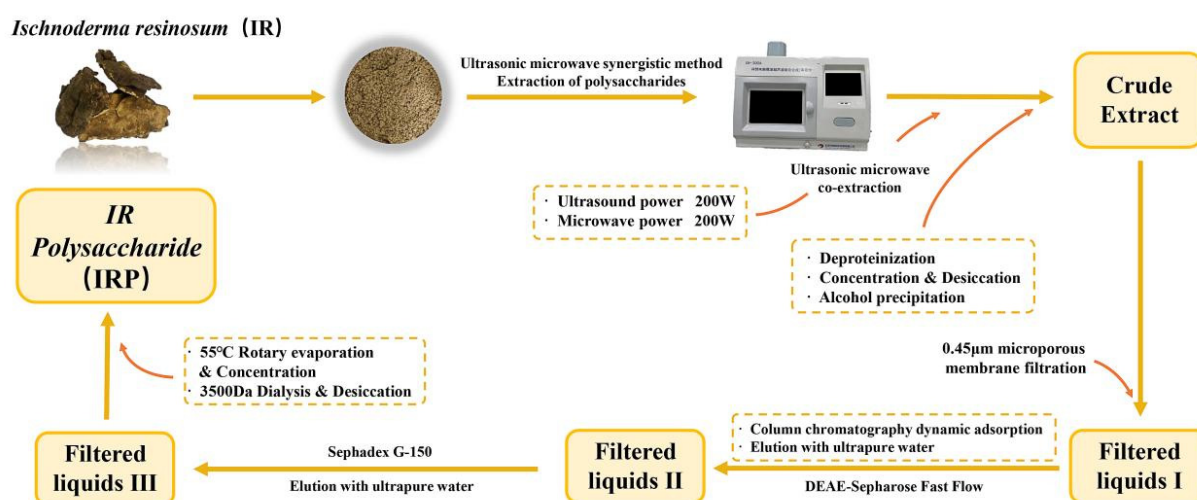 Ischnoderma resinosum (IR)
Ultrasonic microwave synergistic method
Extraction of polysaccharides
Crude
Extract
Ultrasonic microwave
co-extraction
· Ultrasound power 200W
· Microwave power 200W
· Deproteinization
· Concentration & Desiccation
· Alcohol precipitation
IR
Polysaccharide
(IRP)
· 55°C Rotary evaporation
& Concentration
· 3500Da Dialysis & Desiccation
0.45μm microporous
membrane filtration
Filtered
liquids III
Sephadex G-150
Elution with ultrapure water
Filtered
liquids II
· Column chromatography dynamic adsorption
· Elution with ultrapure water
DEAE-Sepharose Fast Flow
Filtered
liquids I